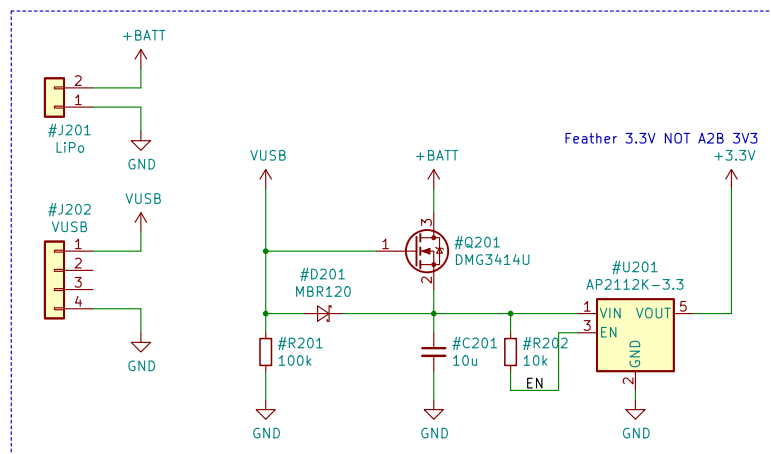 +BATT
2
1
#J201
LiPo
GND
#J202
VUSB
VUSB
1
2
3
4
GND
VUSB
+BATT
3
1
#Q201
DMG3414U
2
#D201
MBR120
#R201
100k
#C201
10u
#R202
10k
EN
GND
GND
Feather 3.3V NOT A2B 3V3
+3.3V
#U201
AP2112K-3.3
1 VIN VOUT 5
3 EN
GND
2
GND